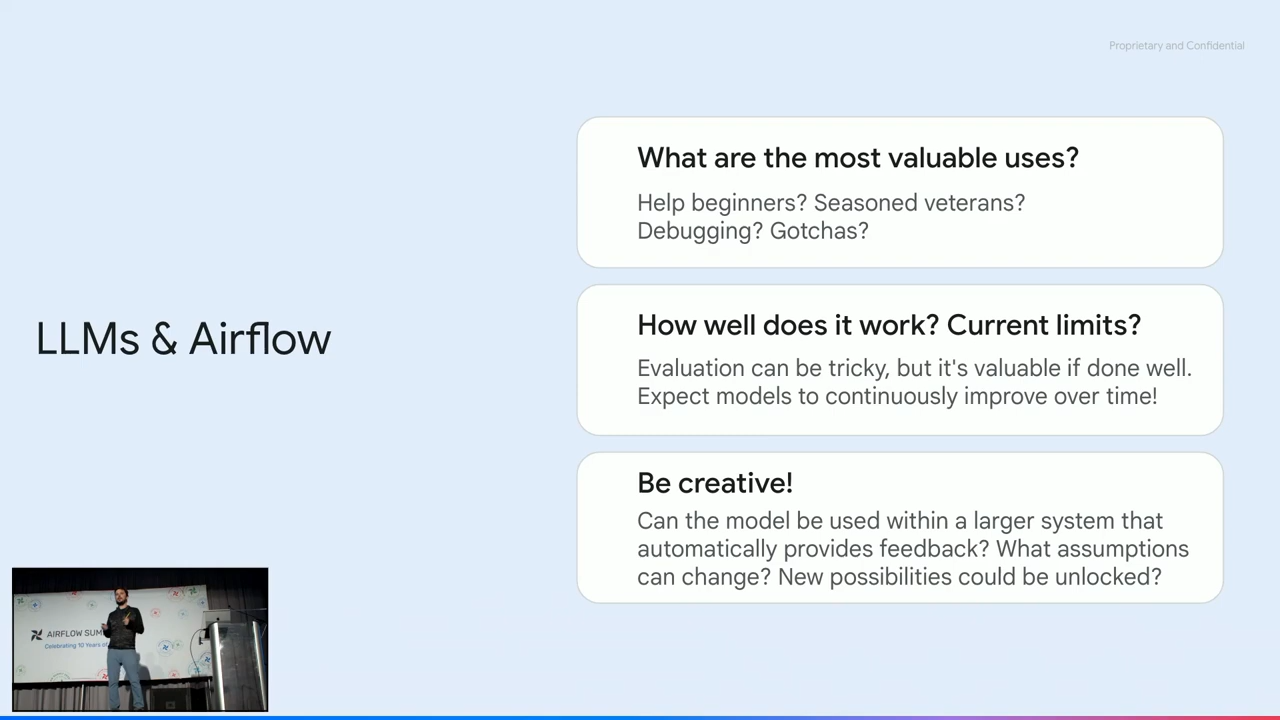 Proprietary and Confidential
LLMs & Airflow
What are the most valuable uses?
Help beginners? Seasoned veterans?
Debugging? Gotchas?
How well does it work? Current limits?
Evaluation can be tricky, but it's valuable if done well.
Expect models to continuously improve over time!
Be creative!
Can the model be used within a larger system that
automatically provides feedback? What assumptions
can change? New possibilities could be unlocked?
AIRFLOW
Celebrating 10 Years